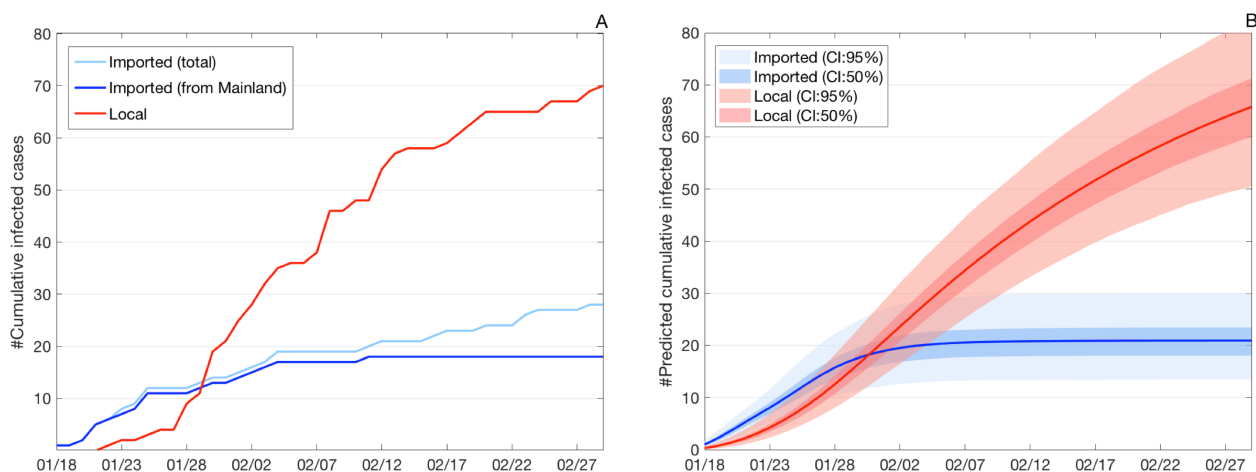 A
#Cumulative infected cases
80
70
60
50
40
30
20
10
Imported (total)
Imported (from Mainland)
Local
01/18 01/23 01/28 02/02 02/07 02/12 02/17 02/22 02/27
B
#Predicted cumulative infected cases
80
70
60
50
40
30
20
10
0
Imported (CI:95%)
Imported (CI:50%)
Local (CI:95%)
Local (CI:50%)
01/18 01/23 01/28 02/02 02/07 02/12 02/17 02/22 02/27